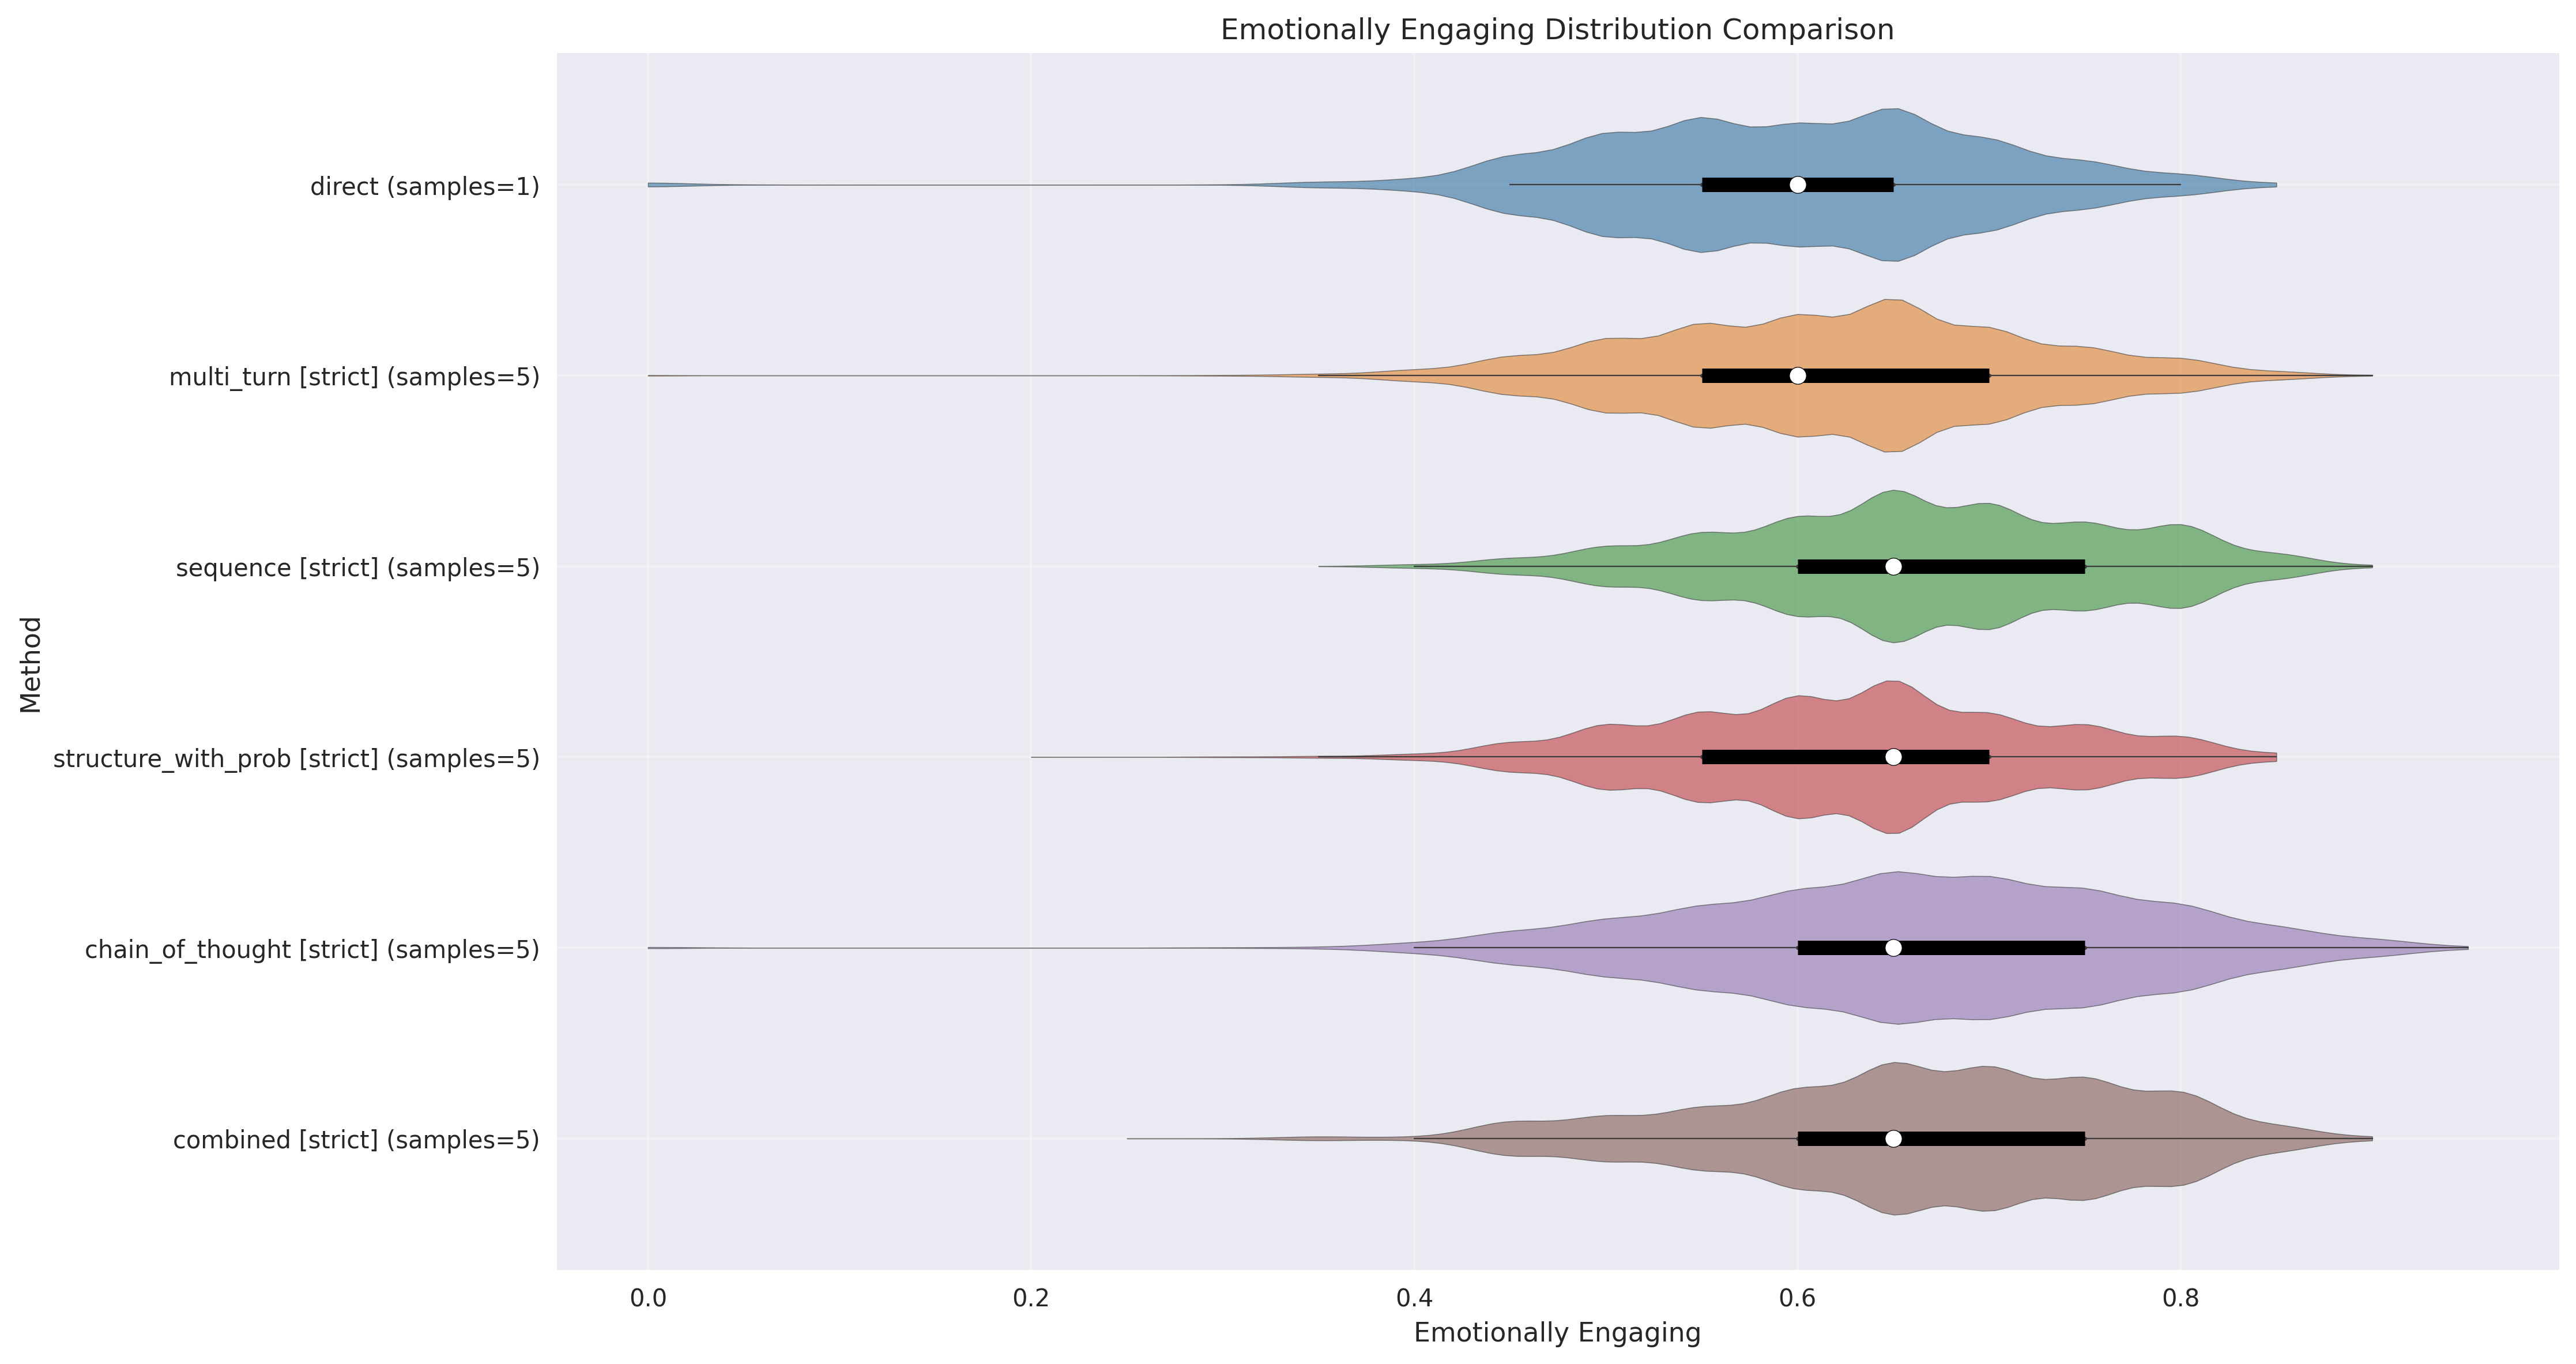 Emotionally Engaging Distribution Comparison
Method
direct (samples=1)
multi_turn [strict] (samples=5)
sequence [strict] (samples=5)
structure_with_prob [strict] (samples=5)
chain_of_thought [strict] (samples=5)
combined [strict] (samples=5)
0.0 0.2 0.4 0.6 0.8
Emotionally Engaging